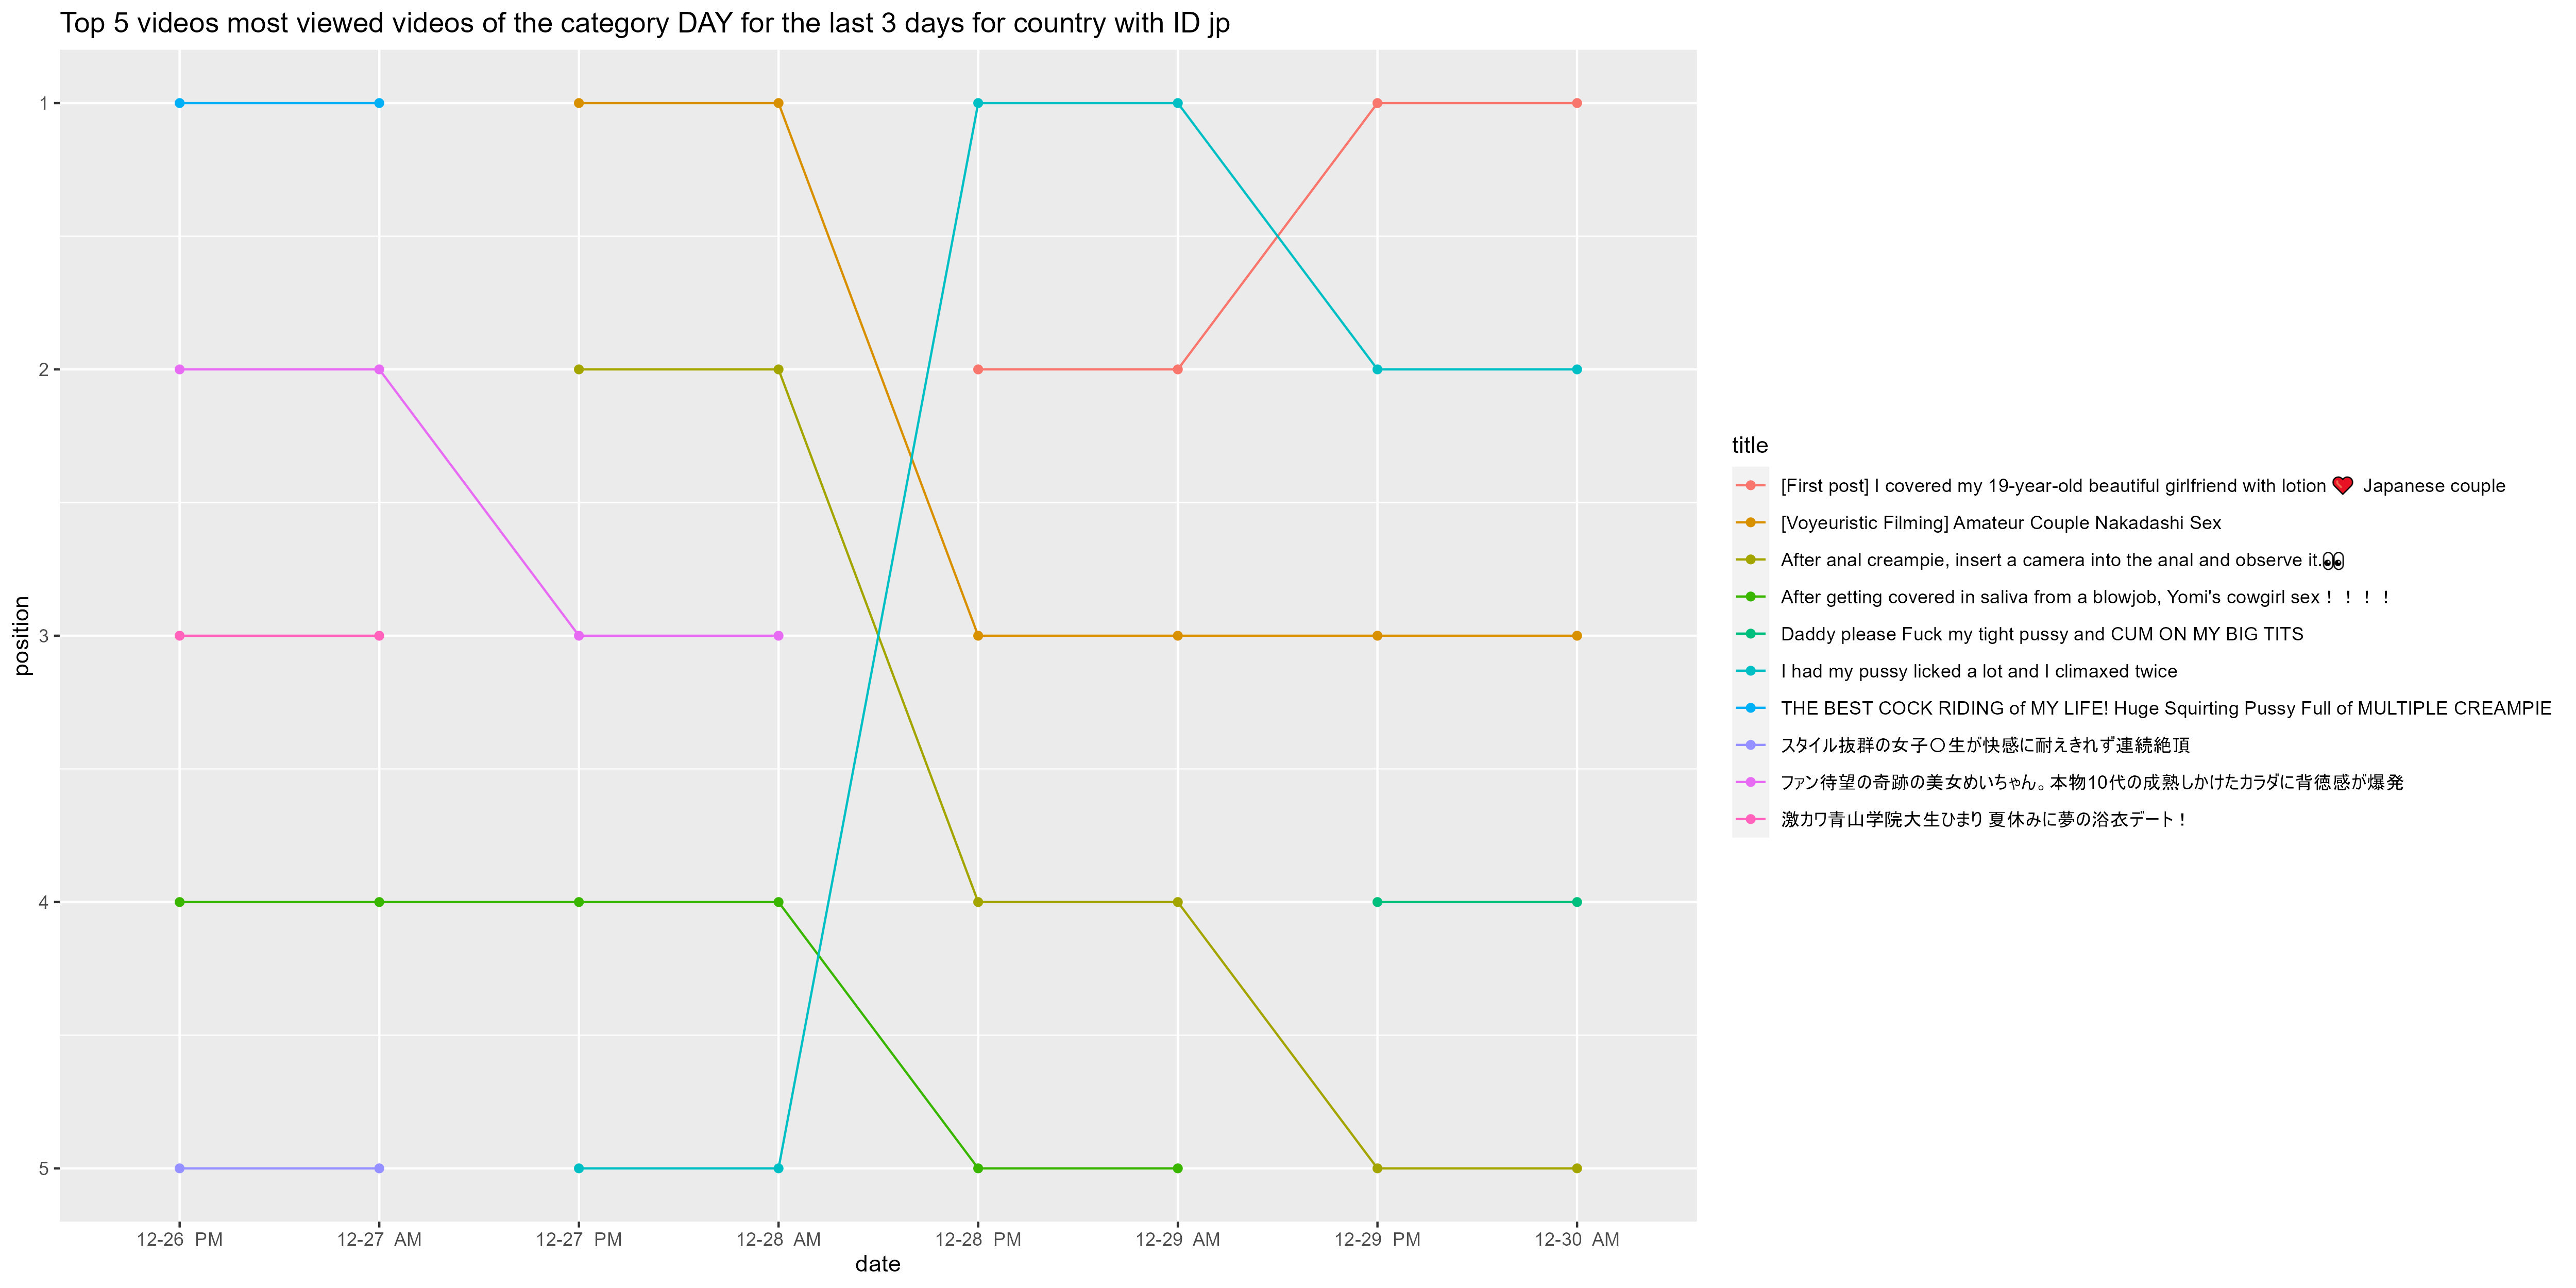 Top 5 videos most viewed videos of the category DAY for the last 3 days for country with ID jp
1
2
3
4
5
position
12-26 PM
12-27 AM
12-27 PM
12-28 AM
12-28 PM
12-29 AM
12-29 PM
12-30 AM
date
title
[First post] I covered my 19-year-old beautiful girlfriend with lotion ❤️ Japanese couple
[Voyeuristic Filming] Amateur Couple Nakadashi Sex
After anal creampie, insert a camera into the anal and observe it.👀
After getting covered in saliva from a blowjob, Yomi's cowgirl sex！！！！
Daddy please Fuck my tight pussy and CUM ON MY BIG TITS
I had my pussy licked a lot and I climaxed twice
THE BEST COCK RIDING of MY LIFE! Huge Squirting Pussy Full of MULTIPLE CREAMPIE
スタイル抜群の女子〇生が快感に耐えきれず連続絶頂
ファン待望の奇跡の美女めいちゃん。本物10代の成熟しかけたカラダに背徳感が爆発
激カワ青山学院大生ひまり 夏休みに夢の浴衣デート！